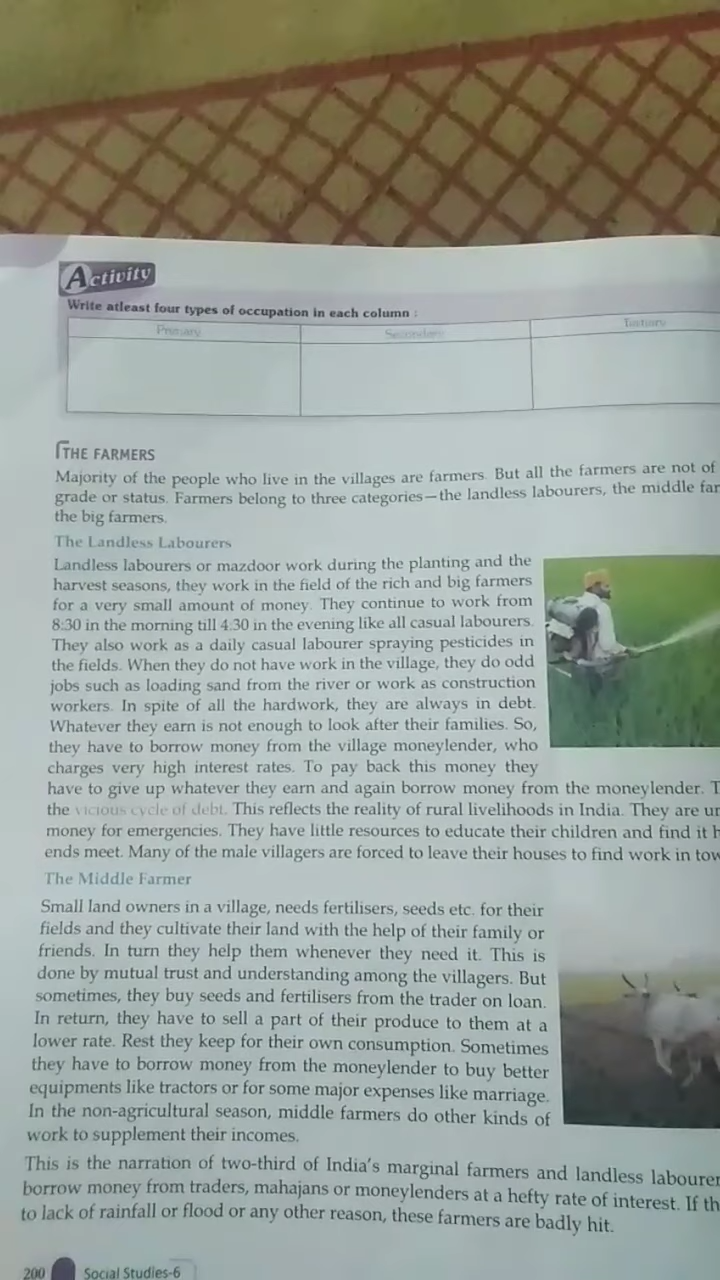 Activity
Write atleast four types of occupation in each column :
Primary Secondary Tertiary
THE FARMERS
Majority of the people who live in the villages are farmers. But all the farmers are not of
grade or status. Farmers belong to three categories—the landless labourers, the middle far
the big farmers.
The Landless Labourers
Landless labourers or mazdoor work during the planting and the
harvest seasons, they work in the field of the rich and big farmers
for a very small amount of money. They continue to work from
8:30 in the morning till 4:30 in the evening like all casual labourers.
They also work as a daily casual labourer spraying pesticides in
the fields. When they do not have work in the village, they do odd
jobs such as loading sand from the river or work as construction
workers. In spite of all the hardwork, they are always in debt.
Whatever they earn is not enough to look after their families. So,
they have to borrow money from the village moneylender, who
charges very high interest rates. To pay back this money they
have to give up whatever they earn and again borrow money from the moneylender. T
the vicious cycle of debt. This reflects the reality of rural livelihoods in India. They are un
money for emergencies. They have little resources to educate their children and find it h
ends meet. Many of the male villagers are forced to leave their houses to find work in tow
The Middle Farmer
Small land owners in a village, needs fertilisers, seeds etc. for their
fields and they cultivate their land with the help of their family or
friends. In turn they help them whenever they need it. This is
done by mutual trust and understanding among the villagers. But
sometimes, they buy seeds and fertilisers from the trader on loan.
In return, they have to sell a part of their produce to them at a
lower rate. Rest they keep for their own consumption. Sometimes
they have to borrow money from the moneylender to buy better
equipments like tractors or for some major expenses like marriage.
In the non-agricultural season, middle farmers do other kinds of
work to supplement their incomes.
This is the narration of two-third of India's marginal farmers and landless labourer
borrow money from traders, mahajans or moneylenders at a hefty rate of interest. If th
to lack of rainfall or flood or any other reason, these farmers are badly hit.
200 Social Studies-6